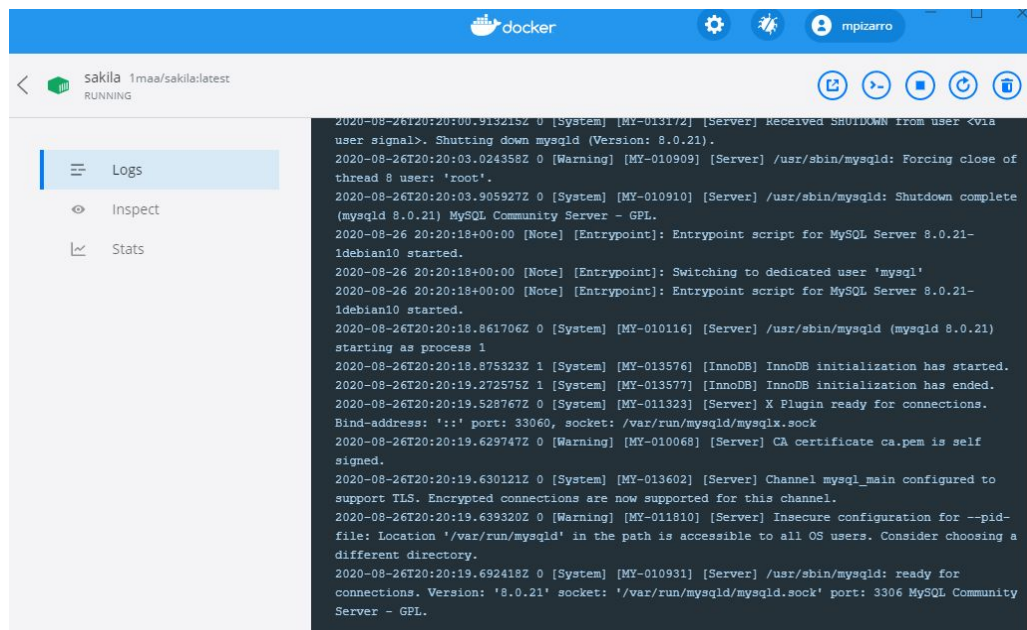 docker
mpizarro
sakila 1maa/sakila:latest
RUNNING
Logs
Inspect
Stats
2020-08-26T20:20:00.913215Z 0 [System] [MY-013172] [Server] Received SHUTDOWN from user <via
user signal>. Shutting down mysqld (Version: 8.0.21).
2020-08-26T20:20:03.024358Z 0 [Warning] [MY-010909] [Server] /usr/sbin/mysqld: Forcing close of
thread 8 user: 'root'.
2020-08-26T20:20:03.905927Z 0 [System] [MY-010910] [Server] /usr/sbin/mysqld: Shutdown complete
(mysqld 8.0.21) MySQL Community Server - GPL.
2020-08-26 20:20:18+00:00 [Note] [Entrypoint]: Entrypoint script for MySQL Server 8.0.21-
1debian10 started.
2020-08-26 20:20:18+00:00 [Note] [Entrypoint]: Switching to dedicated user 'mysql'
2020-08-26 20:20:18+00:00 [Note] [Entrypoint]: Entrypoint script for MySQL Server 8.0.21-
1debian10 started.
2020-08-26T20:20:18.861706Z 0 [System] [MY-010116] [Server] /usr/sbin/mysqld (mysqld 8.0.21)
starting as process 1
2020-08-26T20:20:18.875323Z 1 [System] [MY-013576] [InnoDB] InnoDB initialization has started.
2020-08-26T20:20:19.272575Z 1 [System] [MY-013577] [InnoDB] InnoDB initialization has ended.
2020-08-26T20:20:19.528767Z 0 [System] [MY-011323] [Server] X Plugin ready for connections.
Bind-address: '::' port: 33060, socket: /var/run/mysqld/mysqlx.sock
2020-08-26T20:20:19.629747Z 0 [Warning] [MY-010068] [Server] CA certificate ca.pem is self
signed.
2020-08-26T20:20:19.630121Z 0 [System] [MY-013602] [Server] Channel mysql_main configured to
support TLS. Encrypted connections are now supported for this channel.
2020-08-26T20:20:19.639320Z 0 [Warning] [MY-011810] [Server] Insecure configuration for --pid-
file: Location '/var/run/mysqld' in the path is accessible to all OS users. Consider choosing a
different directory.
2020-08-26T20:20:19.692418Z 0 [System] [MY-010931] [Server] /usr/sbin/mysqld: ready for
connections. Version: '8.0.21' socket: '/var/run/mysqld/mysqld.sock' port: 3306 MySQL Community
Server - GPL.